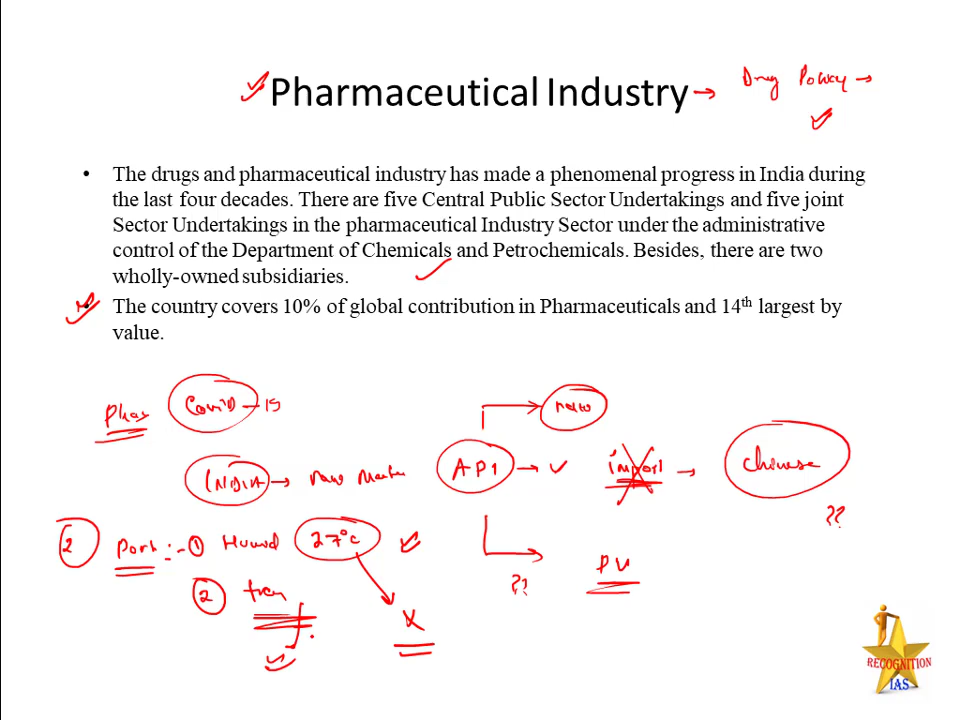 Pharmaceutical Industry → Drug Policy →
• The drugs and pharmaceutical industry has made a phenomenal progress in India during
the last four decades. There are five Central Public Sector Undertakings and five joint
Sector Undertakings in the pharmaceutical Industry Sector under the administrative
control of the Department of Chemicals and Petrochemicals. Besides, there are two
wholly-owned subsidiaries.
• The country covers 10% of global contribution in Pharmaceuticals and 14th largest by
value.
Covid - 19
new
INDIA → raw
API → import → Chinese
??
2 Port :- ① Humid 27°C
??
②
X
RECOGNITION
IAS